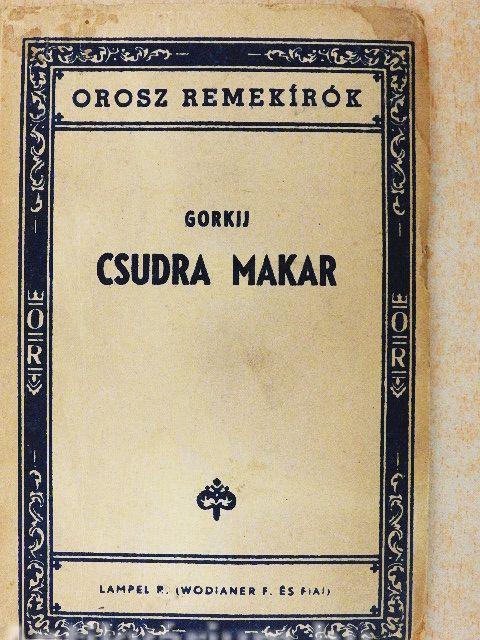 OROSZ REMEKÍRÓK
GORKIJ
CSUDRA MAKAR
O R
O R
LAMPEL R. (WODIANER F. ÉS FIAI)